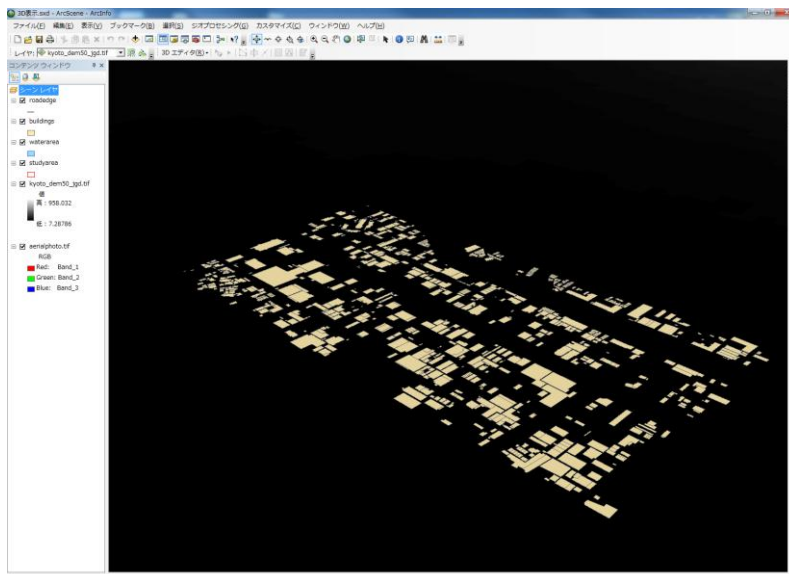 3D表示.sxd - ArcScene - ArcInfo
ファイル(F) 編集(E) 表示(V) ブックマーク(B) 選択(S) ジオプロセシング(G) カスタマイズ(C) ウィンドウ(W) ヘルプ(H)
レイヤ: kyoto_dem50_jgd.tif 3D エディタ(R)
コンテンツ ウィンドウ
シーン レイヤ
roadedge
buildings
waterarea
studyarea
kyoto_dem50_jgd.tif
値
高 : 958.032
低 : 7.28786
aerialphoto.tif
RGB
Red: Band_1
Green: Band_2
Blue: Band_3